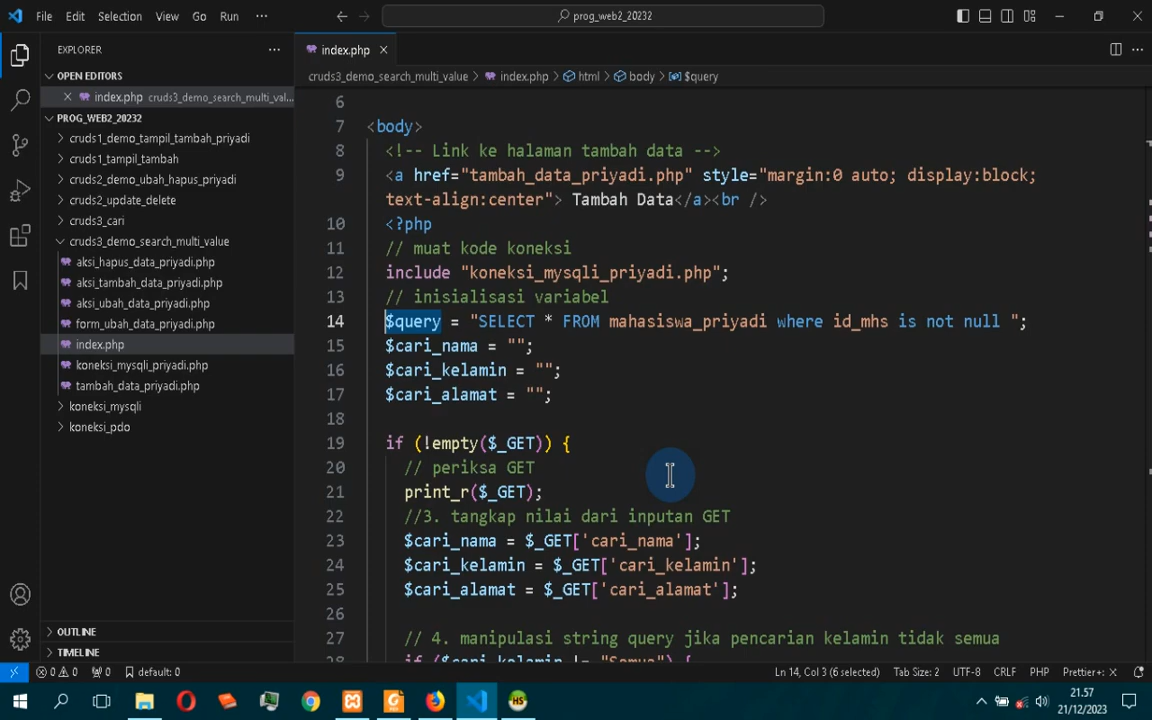 File Edit Selection View Go Run ···
prog_web2_20232
EXPLORER
OPEN EDITORS
index.php cruds3_demo_search_multi_val...
PROG_WEB2_20232
cruds1_demo_tampil_tambah_priyadi
cruds1_tampil_tambah
cruds2_demo_ubah_hapus_priyadi
cruds2_update_delete
cruds3_cari
cruds3_demo_search_multi_value
aksi_hapus_data_priyadi.php
aksi_tambah_data_priyadi.php
aksi_ubah_data_priyadi.php
form_ubah_data_priyadi.php
index.php
koneksi_mysqli_priyadi.php
tambah_data_priyadi.php
koneksi_mysqli
koneksi_pdo
OUTLINE
TIMELINE
index.php
cruds3_demo_search_multi_value > index.php > html > body > $query
6
7 <body>
8 <!-- Link ke halaman tambah data -->
9 <a href="tambah_data_priyadi.php" style="margin:0 auto; display:block;
text-align:center"> Tambah Data</a><br />
10 <?php
11 // muat kode koneksi
12 include "koneksi_mysqli_priyadi.php";
13 // inisialisasi variabel
14 $query = "SELECT * FROM mahasiswa_priyadi where id_mhs is not null ";
15 $cari_nama = "";
16 $cari_kelamin = "";
17 $cari_alamat = "";
18
19 if (!empty($_GET)) {
20 // periksa GET
21 print_r($_GET);
22 //3. tangkap nilai dari inputan GET
23 $cari_nama = $_GET['cari_nama'];
24 $cari_kelamin = $_GET['cari_kelamin'];
25 $cari_alamat = $_GET['cari_alamat'];
26
27 // 4. manipulasi string query jika pencarian kelamin tidak semua
28 if ($cari_kelamin != "Semua") {
0 0 0 default: 0 Ln 14, Col 3 (6 selected) Tab Size: 2 UTF-8 CRLF PHP Prettier+: ×
21.57
21/12/2023